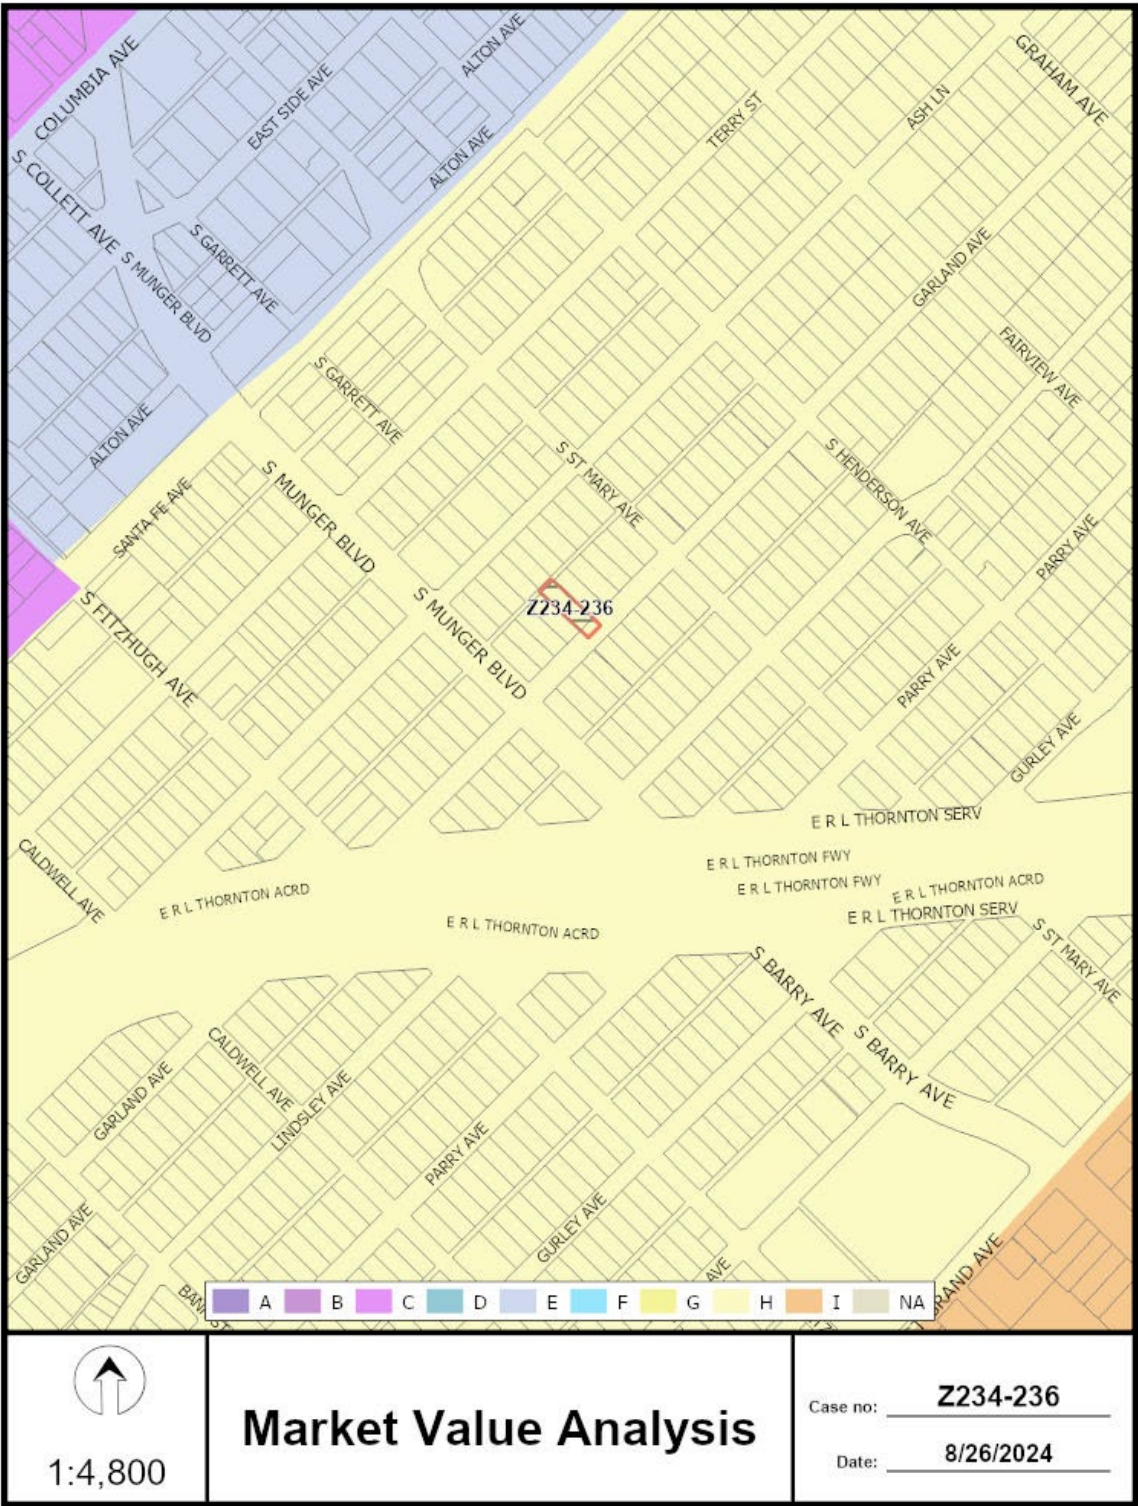 COLUMBIA AVE
ALTON AVE
EAST SIDE AVE
ALTON AVE
TERRY ST
ASH LN
GRAHAM AVE
S COLLETT AVE
S GARRETT AVE
S MUNGER BLVD
GARLAND AVE
FAIRVIEW AVE
S GARRETT AVE
ALTON AVE
SANTA FE AVE
S MUNGER BLVD
S ST MARY AVE
S HENDERSON AVE
PARRY AVE
Z234-236
S FITZHUGH AVE
S MUNGER BLVD
PARRY AVE
GURLEY AVE
E R L THORNTON SERV
CALDWELL AVE
E R L THORNTON FWY
E R L THORNTON FWY
E R L THORNTON ACRD
E R L THORNTON ACRD
E R L THORNTON SERV
E R L THORNTON ACRD
S ST MARY AVE
S BARRY AVE
S BARRY AVE
CALDWELL AVE
GARLAND AVE
LINDSLEY AVE
PARRY AVE
GURLEY AVE
GARLAND AVE
AVE
A B C D E F G H I NA
1:4,800
Market Value Analysis
Case no: Z234-236
Date: 8/26/2024